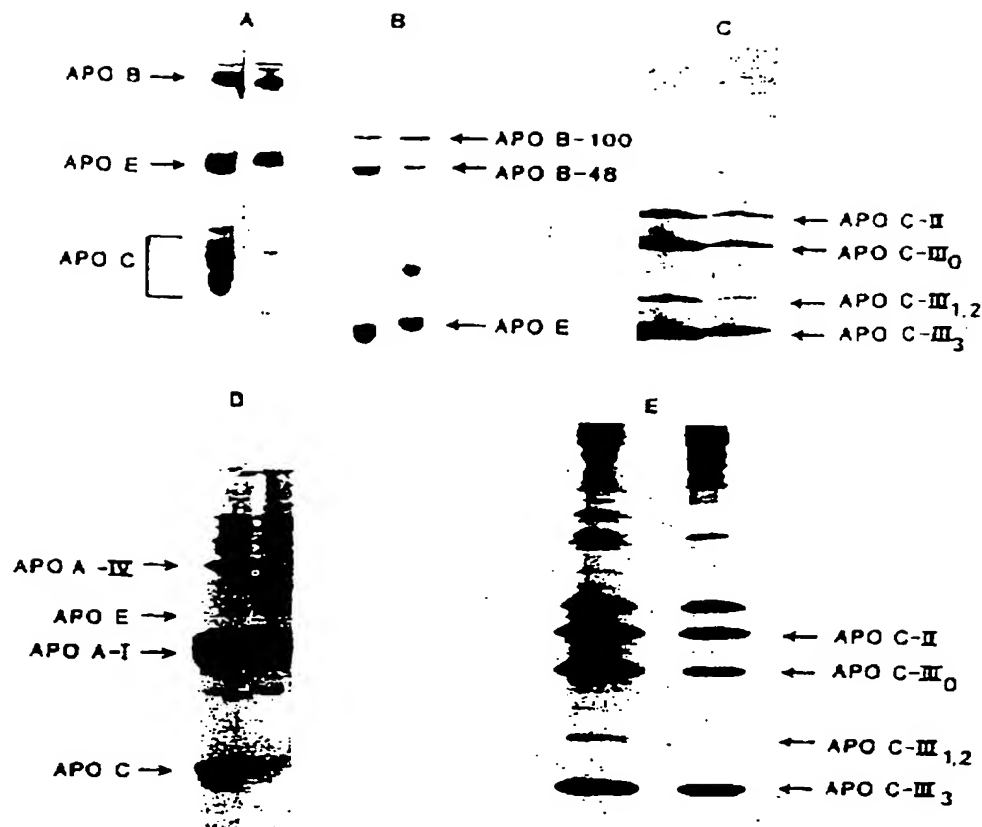 A
B
C
APO B →
APO E →
APO C
← APO B-100
← APO B-48
← APO E
← APO C-II
← APO C-III0
← APO C-III1,2
← APO C-III3
D
E
APO A-IV →
APO E →
APO A-I →
APO C →
← APO C-II
← APO C-III0
← APO C-III1,2
← APO C-III3